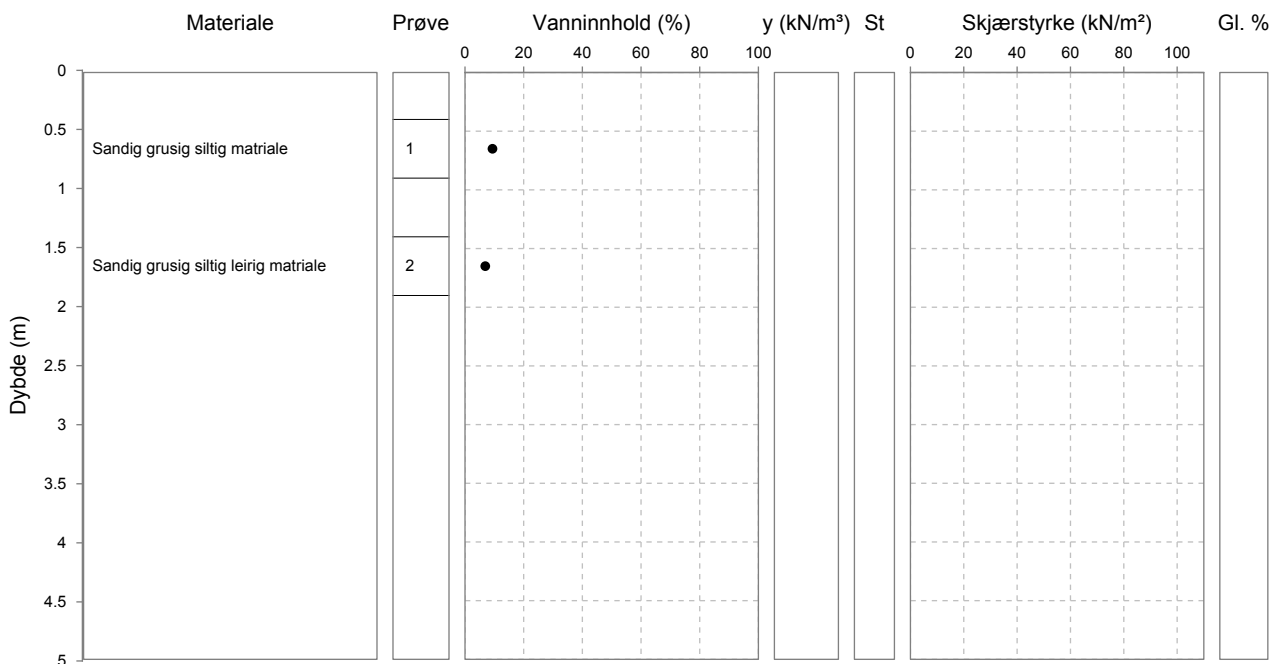 Materiale Prøve Vanninnhold (%) y (kN/m³) St Skjærstyrke (kN/m²) Gl. %
0 20 40 60 80 100 0 20 40 60 80 100
0
0.5
Sandig grusig siltig matriale 1
1
1.5
Sandig grusig siltig leirig matriale 2
2
2.5
Dybde (m)
3
3.5
4
4.5
5